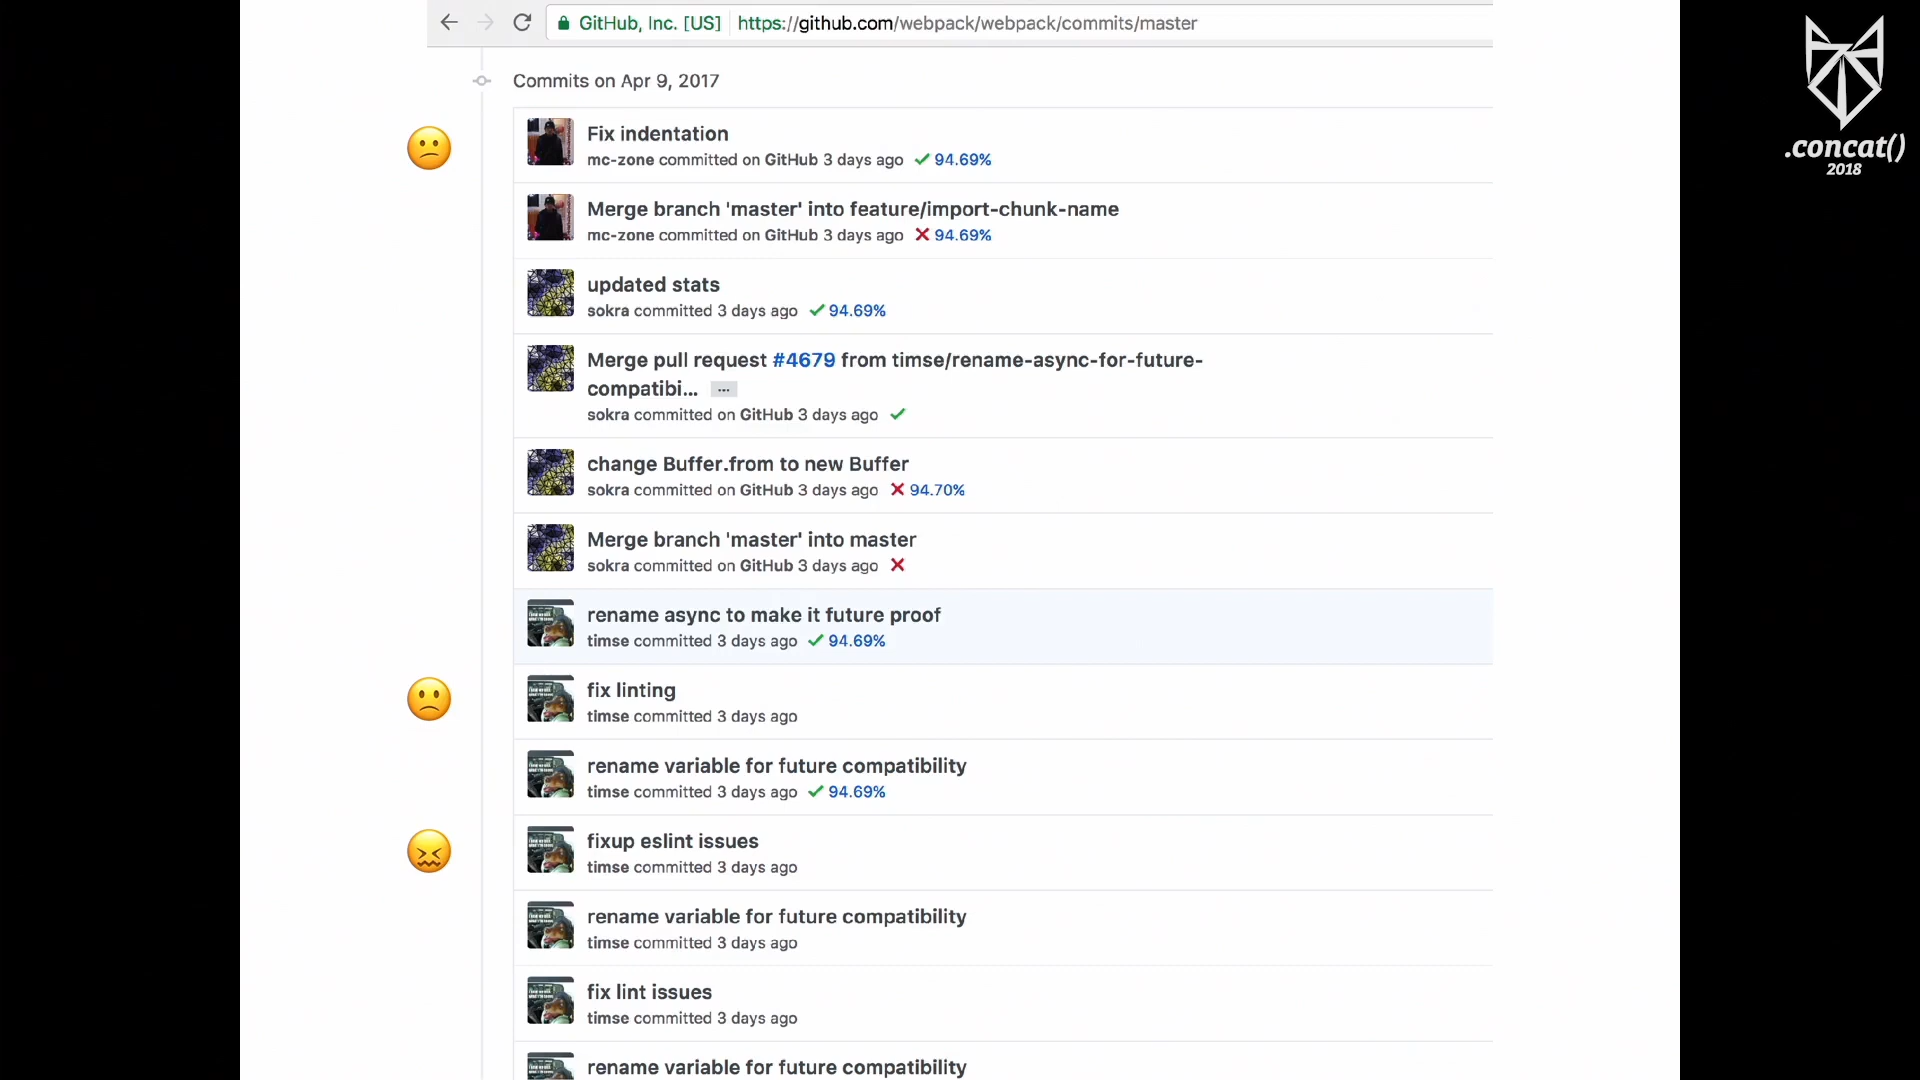 GitHub, Inc. [US] https://github.com/webpack/webpack/commits/master
.concat()
2018
Commits on Apr 9, 2017
Fix indentation
mc-zone committed on GitHub 3 days ago 94.69%
Merge branch 'master' into feature/import-chunk-name
mc-zone committed on GitHub 3 days ago 94.69%
updated stats
sokra committed 3 days ago 94.69%
Merge pull request #4679 from timse/rename-async-for-future-
compatibi... ...
sokra committed on GitHub 3 days ago
change Buffer.from to new Buffer
sokra committed on GitHub 3 days ago 94.70%
Merge branch 'master' into master
sokra committed on GitHub 3 days ago
rename async to make it future proof
timse committed 3 days ago 94.69%
fix linting
timse committed 3 days ago
rename variable for future compatibility
timse committed 3 days ago 94.69%
fixup eslint issues
timse committed 3 days ago
rename variable for future compatibility
timse committed 3 days ago
fix lint issues
timse committed 3 days ago
rename variable for future compatibility